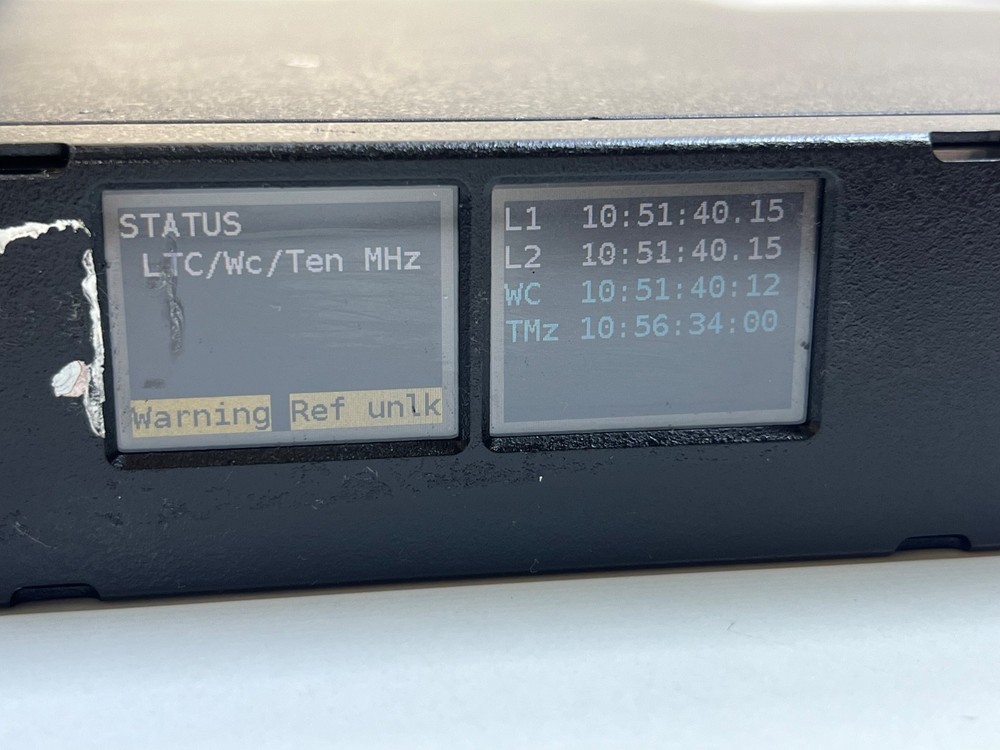 STATUS
LTC/Wc/Ten MHz
Warning Ref unlk
L1 10:51:40.15
L2 10:51:40.15
WC 10:51:40:12
TMz 10:56:34:00